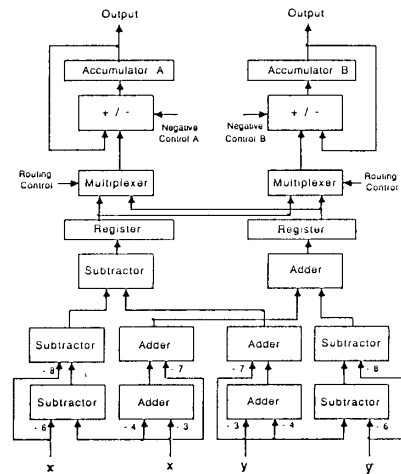 Output Output
Accumulator A Accumulator B
+ / - + / -
Negative Control A Negative Control B
Routing Control Multiplexer Multiplexer Routing Control
Register Register
Subtractor Adder
Subtractor Adder Adder Subtractor
- 8 - 7 - 7 - 8
Subtractor Adder Adder Subtractor
- 6 - 4 - 3 - 3 - 4 - 6
x x y y